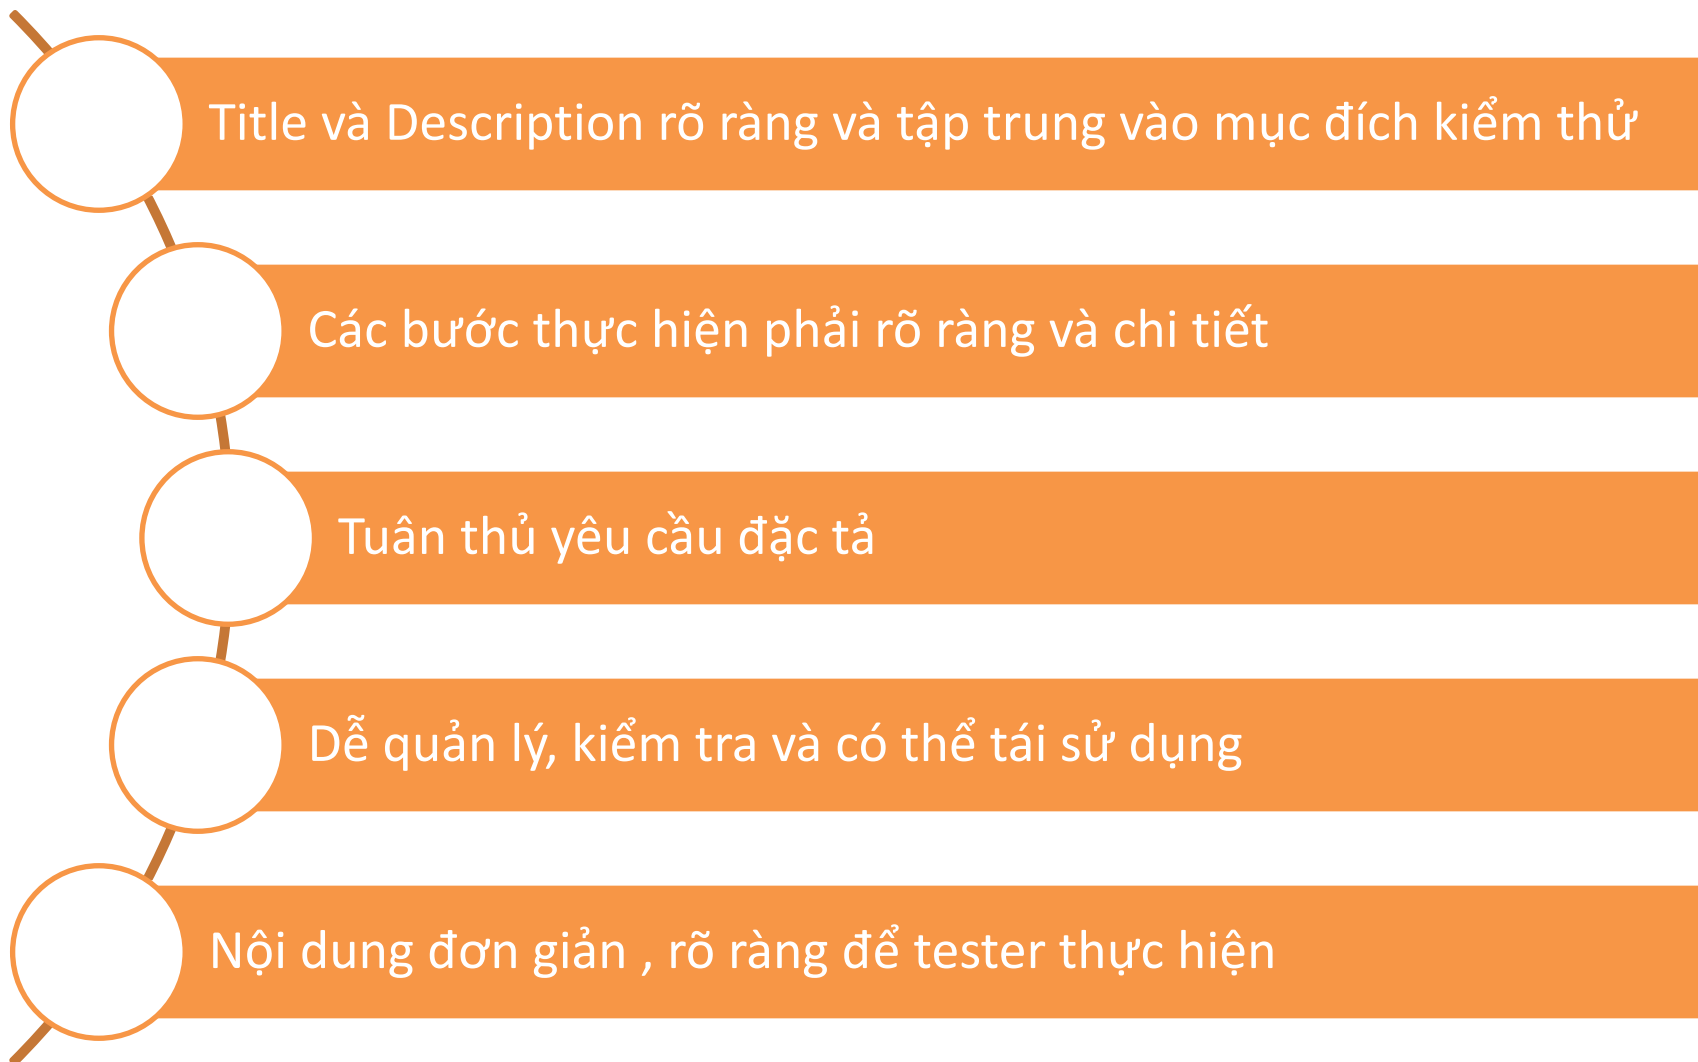 Title và Description rõ ràng và tập trung vào mục đích kiểm thử
Các bước thực hiện phải rõ ràng và chi tiết
Tuân thủ yêu cầu đặc tả
Dễ quản lý, kiểm tra và có thể tái sử dụng
Nội dung đơn giản , rõ ràng để tester thực hiện